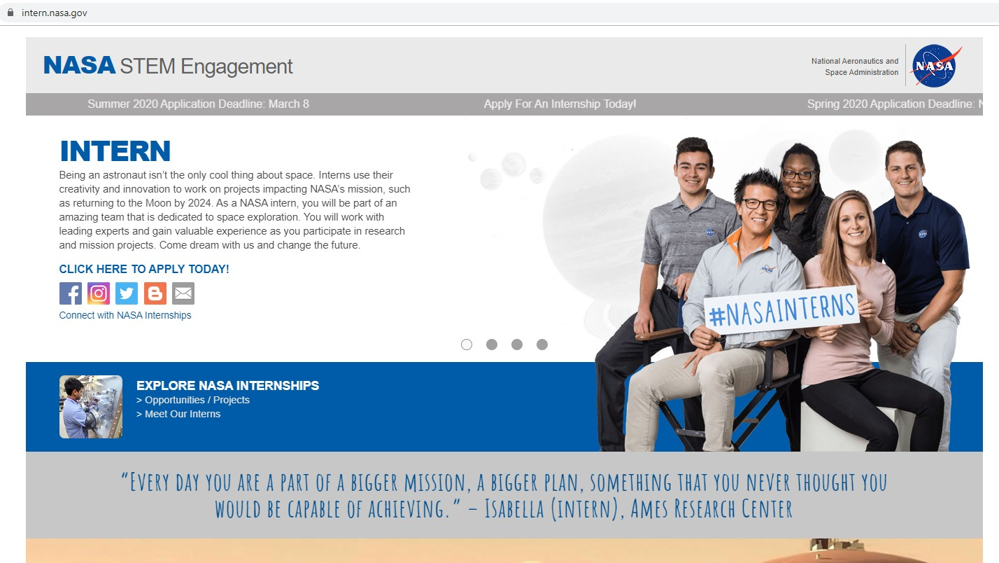 intern.nasa.gov
NASA STEM Engagement
National Aeronautics and
Space Administration
NASA
Summer 2020 Application Deadline: March 8
Apply For An Internship Today!
Spring 2020 Application Deadline:
INTERN
Being an astronaut isn’t the only cool thing about space. Interns use their
creativity and innovation to work on projects impacting NASA’s mission, such
as returning to the Moon by 2024. As a NASA intern, you will be part of an
amazing team that is dedicated to space exploration. You will work with
leading experts and gain valuable experience as you participate in research
and mission projects. Come dream with us and change the future.
CLICK HERE TO APPLY TODAY!
Connect with NASA Internships
#NASAINTERNS
EXPLORE NASA INTERNSHIPS
> Opportunities / Projects
> Meet Our Interns
“Every day you are a part of a bigger mission, a bigger plan, something that you never thought you
would be capable of achieving.” – Isabella (intern), Ames Research Center